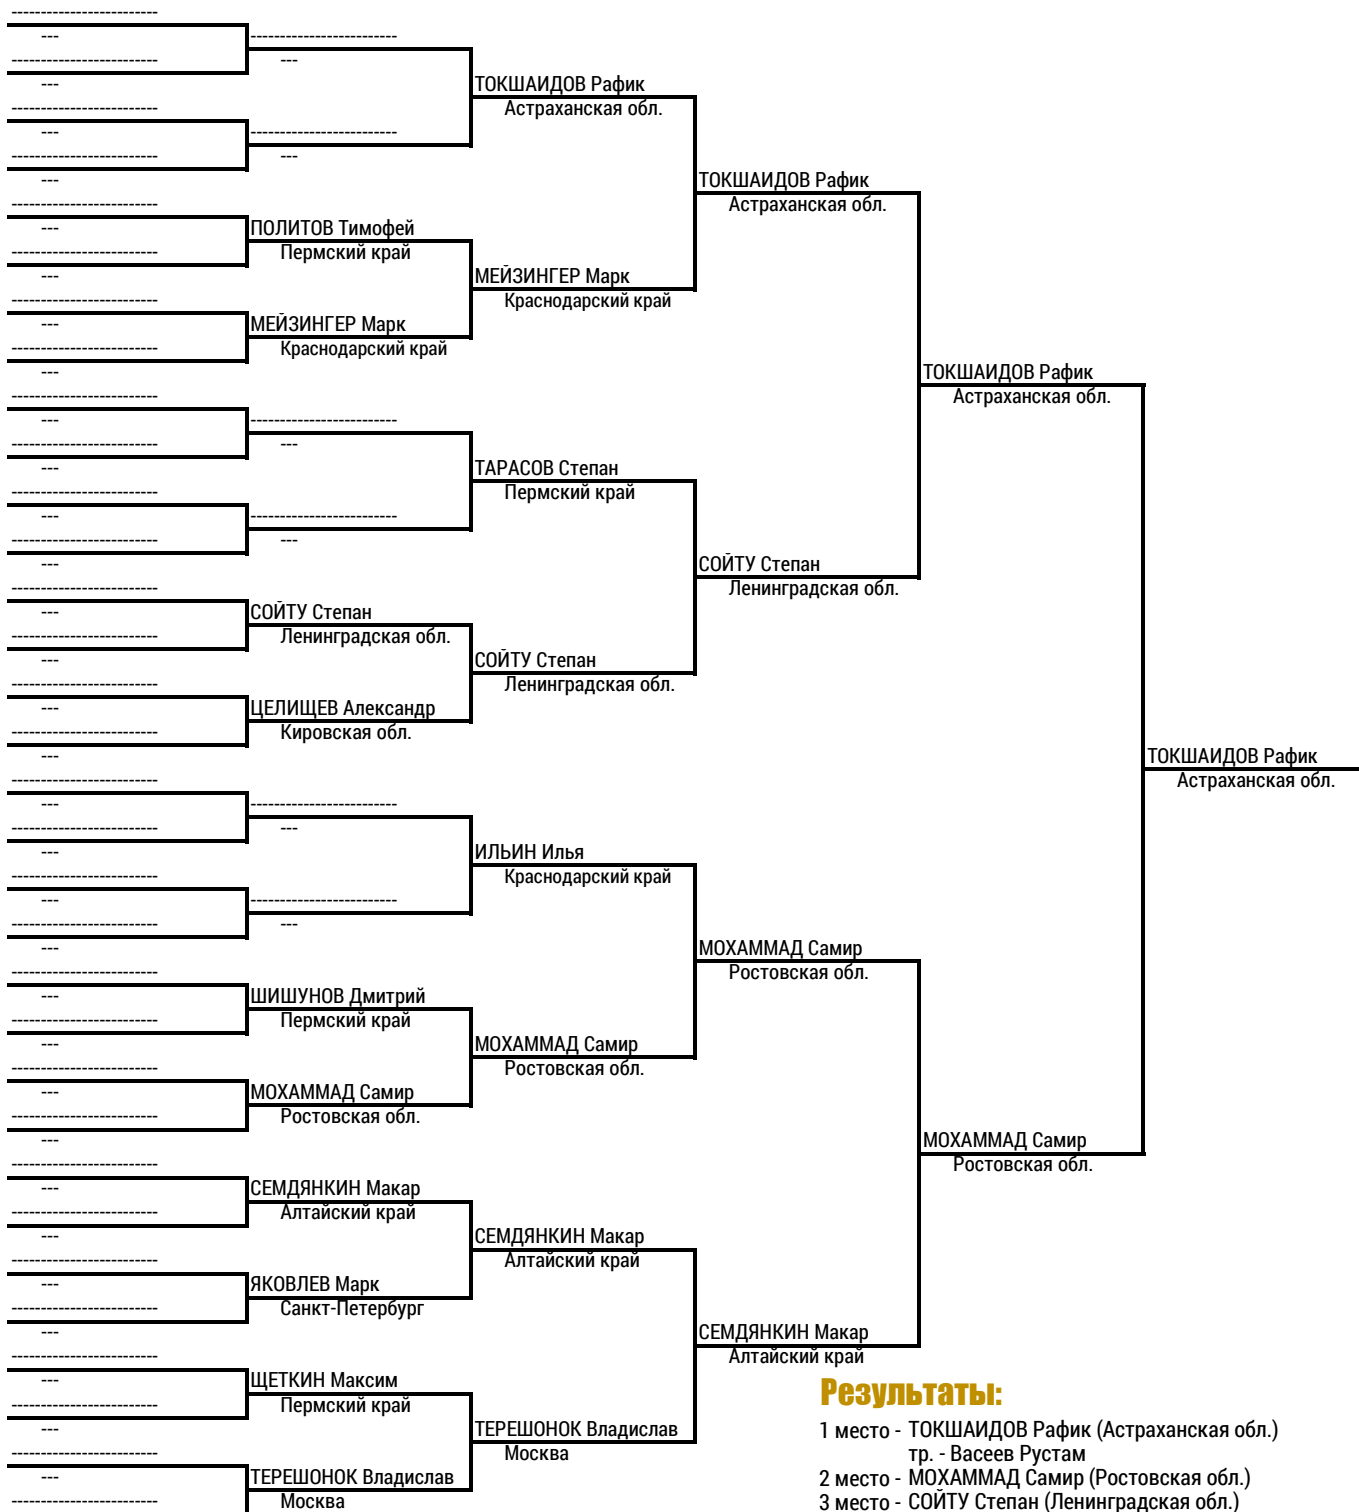 -------------------------
---
-------------------------
---
-------------------------
---
-------------------------
---
-------------------------
---
-------------------------
---
-------------------------
---
-------------------------
---
-------------------------
---
-------------------------
---
-------------------------
---
-------------------------
---
-------------------------
---
-------------------------
---
-------------------------
---
-------------------------
---
-------------------------
---
-------------------------
---
-------------------------
---
-------------------------
---
-------------------------
---
-------------------------
---
-------------------------
---
-------------------------
---
-------------------------
---
-------------------------
---
-------------------------
---
-------------------------
---
-------------------------
---
-------------------------
---
-------------------------
---
-------------------------
-------------------------
---
-------------------------
---
ПОЛИТОВ Тимофей
Пермский край
МЕЙЗИНГЕР Марк
Краснодарский край
-------------------------
---
-------------------------
---
СОЙТУ Степан
Ленинградская обл.
ЦЕЛИЩЕВ Александр
Кировская обл.
-------------------------
---
-------------------------
---
ШИШУНОВ Дмитрий
Пермский край
МОХАММАД Самир
Ростовская обл.
СЕМДЯНКИН Макар
Алтайский край
ЯКОВЛЕВ Марк
Санкт-Петербург
ЩЕТКИН Максим
Пермский край
ТЕРЕШОНОК Владислав
Москва
ТОКШАИДОВ Рафик
Астраханская обл.
МЕЙЗИНГЕР Марк
Краснодарский край
ТАРАСОВ Степан
Пермский край
СОЙТУ Степан
Ленинградская обл.
ИЛЬИН Илья
Краснодарский край
МОХАММАД Самир
Ростовская обл.
СЕМДЯНКИН Макар
Алтайский край
ТЕРЕШОНОК Владислав
Москва
ТОКШАИДОВ Рафик
Астраханская обл.
СОЙТУ Степан
Ленинградская обл.
МОХАММАД Самир
Ростовская обл.
СЕМДЯНКИН Макар
Алтайский край
ТОКШАИДОВ Рафик
Астраханская обл.
МОХАММАД Самир
Ростовская обл.
ТОКШАИДОВ Рафик
Астраханская обл.
Результаты:
1 место - ТОКШАИДОВ Рафик (Астраханская обл.)
тр. - Васеев Рустам
2 место - МОХАММАД Самир (Ростовская обл.)
3 место - СОЙТУ Степан (Ленинградская обл.)